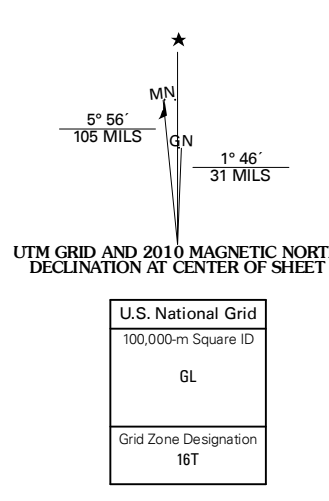 MN
5° 56´
105 MILS
GN
1° 46´
31 MILS
UTM GRID AND 2010 MAGNETIC NORT
DECLINATION AT CENTER OF SHEET
U.S. National Grid
100,000-m Square ID
GL
Grid Zone Designation
16T